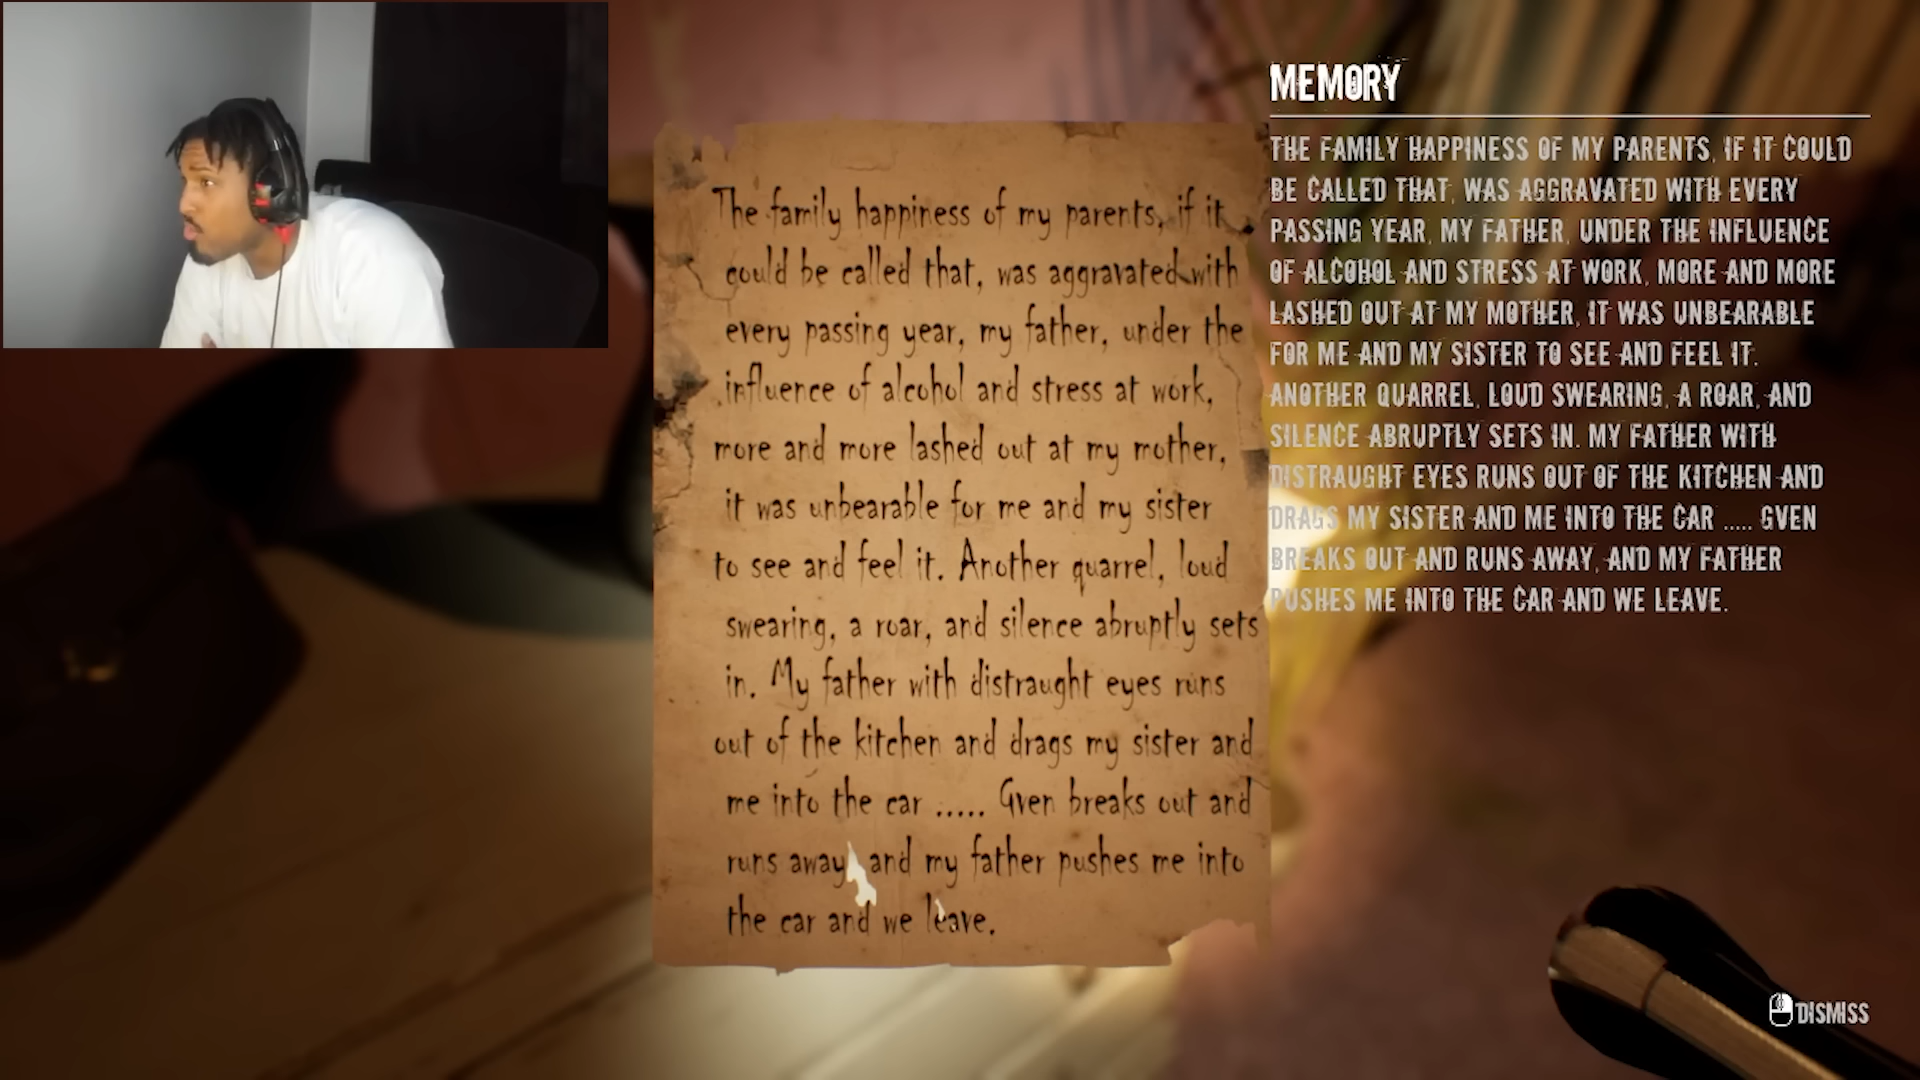 The family happiness of my parents, if it
could be called that, was aggravated with
every passing year, my father, under the
influence of alcohol and stress at work,
more and more lashed out at my mother,
it was unbearable for me and my sister
to see and feel it. Another quarrel, loud
swearing, a roar, and silence abruptly sets
in. My father with distraught eyes runs
out of the kitchen and drags my sister and
me into the car ..... Gven breaks out and
runs away, and my father pushes me into
the car and we leave.
MEMORY
THE FAMILY HAPPINESS OF MY PARENTS, IF IT COULD
BE CALLED THAT, WAS AGGRAVATED WITH EVERY
PASSING YEAR, MY FATHER, UNDER THE INFLUENCE
OF ALCOHOL AND STRESS AT WORK, MORE AND MORE
LASHED OUT AT MY MOTHER, IT WAS UNBEARABLE
FOR ME AND MY SISTER TO SEE AND FEEL IT.
ANOTHER QUARREL, LOUD SWEARING, A ROAR, AND
SILENCE ABRUPTLY SETS IN. MY FATHER WITH
DISTRAUGHT EYES RUNS OUT OF THE KITCHEN AND
DRAGS MY SISTER AND ME INTO THE CAR ..... GVEN
BREAKS OUT AND RUNS AWAY, AND MY FATHER
PUSHES ME INTO THE CAR AND WE LEAVE.
DISMISS